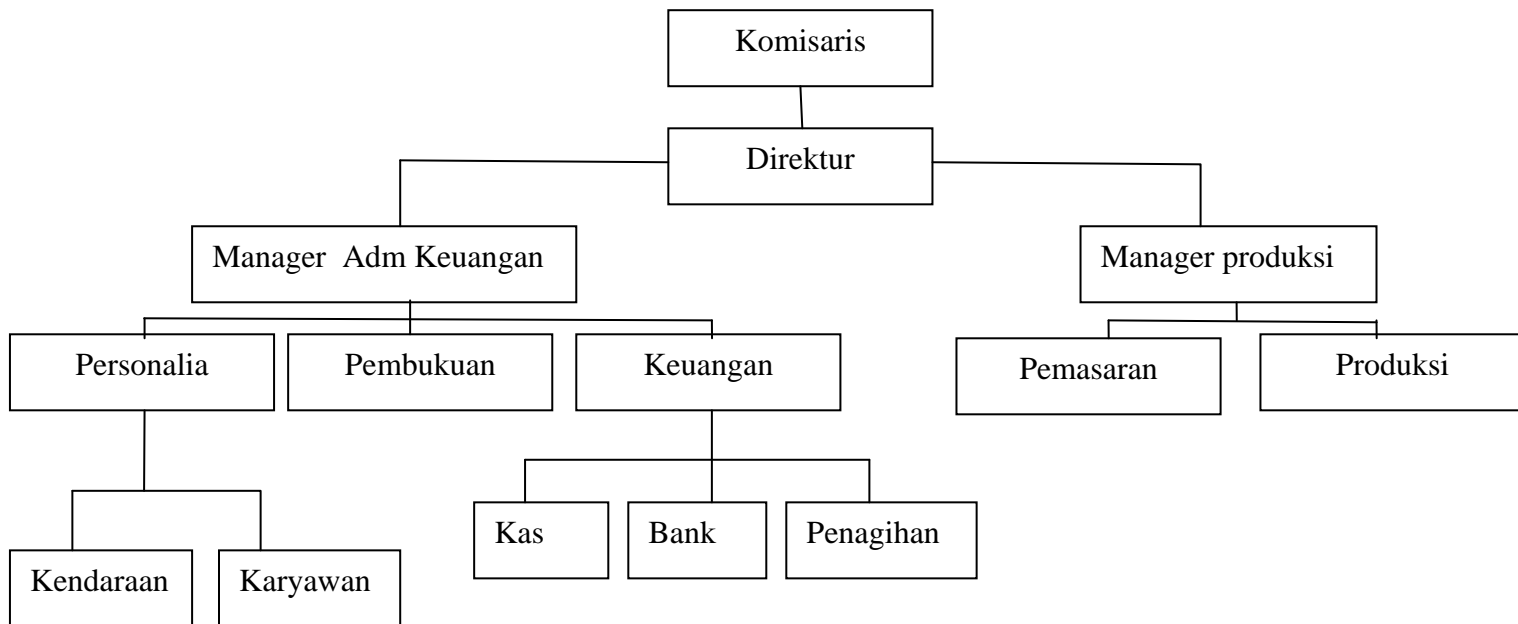 Komisaris
Direktur
Manager Adm Keuangan
Manager produksi
Personalia
Pembukuan
Keuangan
Pemasaran
Produksi
Kas
Bank
Penagihan
Kendaraan
Karyawan